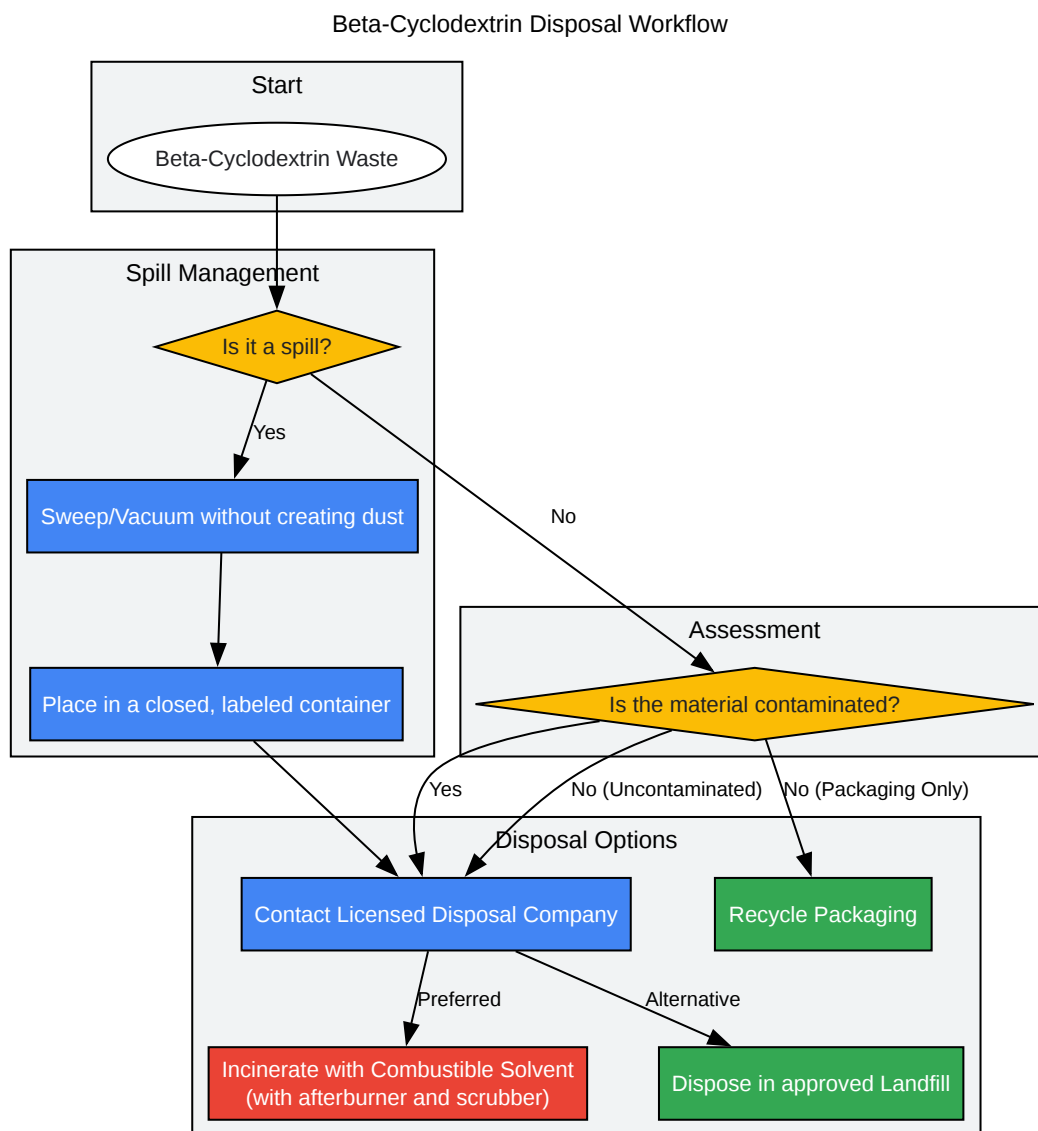 Beta-Cyclodextrin Disposal Workflow
Start
Beta-Cyclodextrin Waste
Spill Management
Is it a spill?
Yes
No
Sweep/Vacuum without creating dust
Place in a closed, labeled container
Assessment
Is the material contaminated?
Yes
No (Uncontaminated)
No (Packaging Only)
Disposal Options
Contact Licensed Disposal Company
Recycle Packaging
Preferred
Alternative
Incinerate with Combustible Solvent
(with afterburner and scrubber)
Dispose in approved Landfill